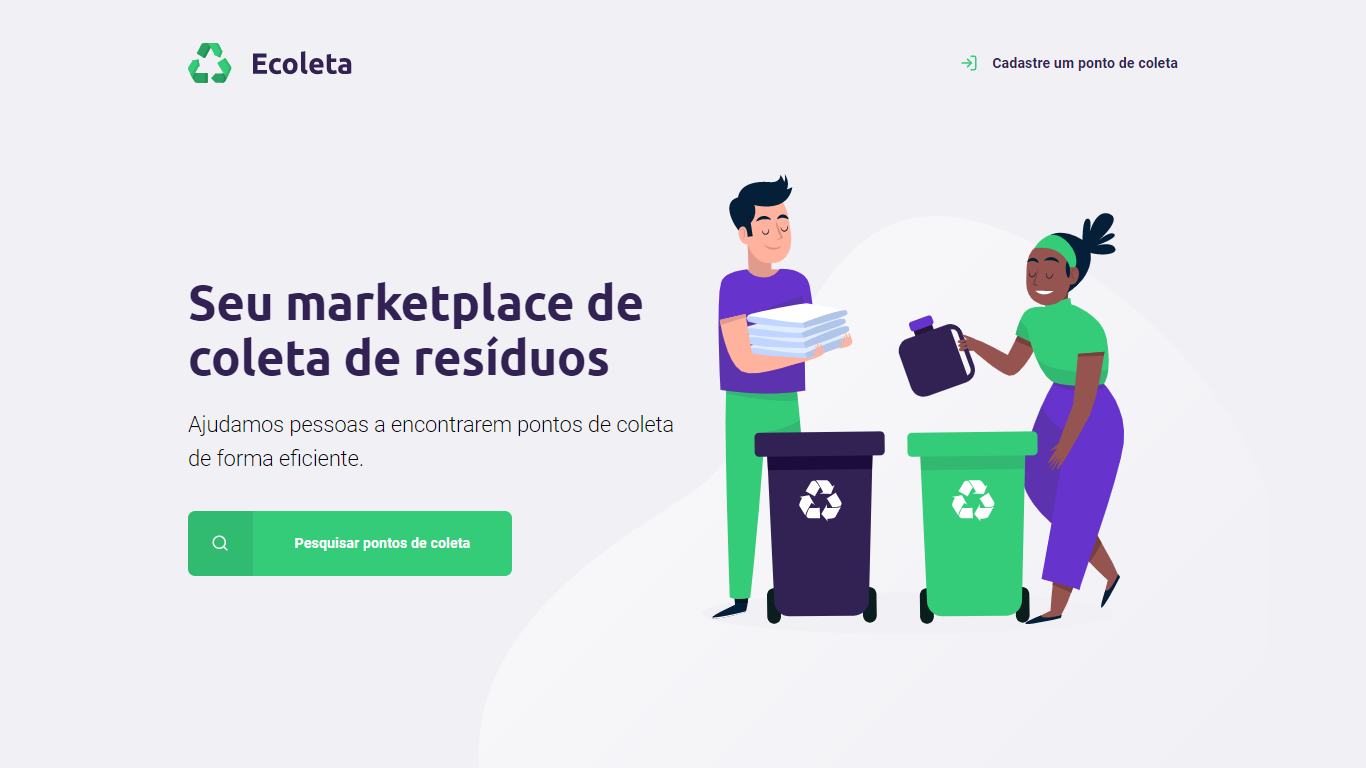 Ecoleta
Cadastre um ponto de coleta
Seu marketplace de
coleta de resíduos
Ajudamos pessoas a encontrarem pontos de coleta
de forma eficiente.
Pesquisar pontos de coleta